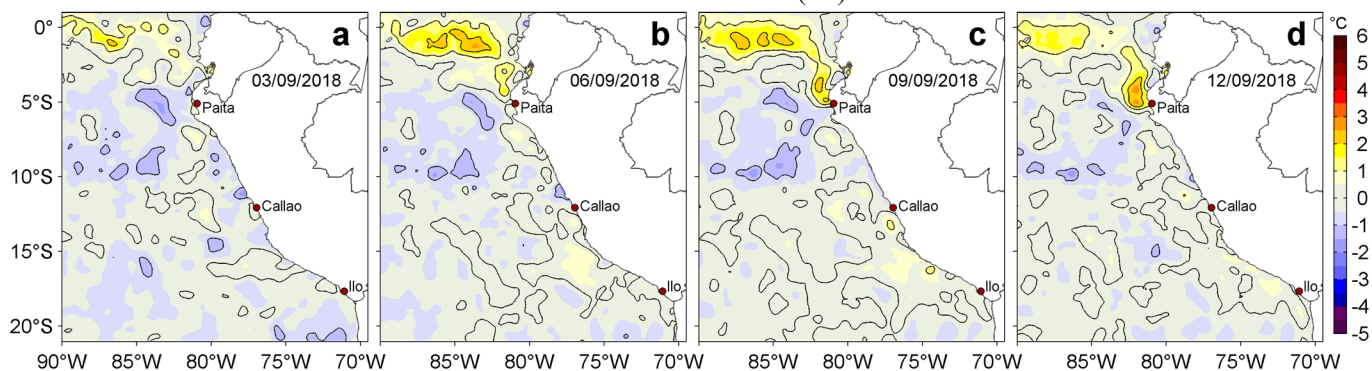 a
03/09/2018
Paita
Callao
Ilo
b
06/09/2018
Paita
Callao
Ilo
c
09/09/2018
Paita
Callao
Ilo
d
12/09/2018
Paita
Callao
Ilo
0°
5°S
10°S
15°S
20°S
90°W 85°W 80°W 75°W 70°W
85°W 80°W 75°W 70°W
85°W 80°W 75°W 70°W
85°W 80°W 75°W 70°W
°C
6
5
4
3
2
1
0
-1
-2
-3
-4
-5